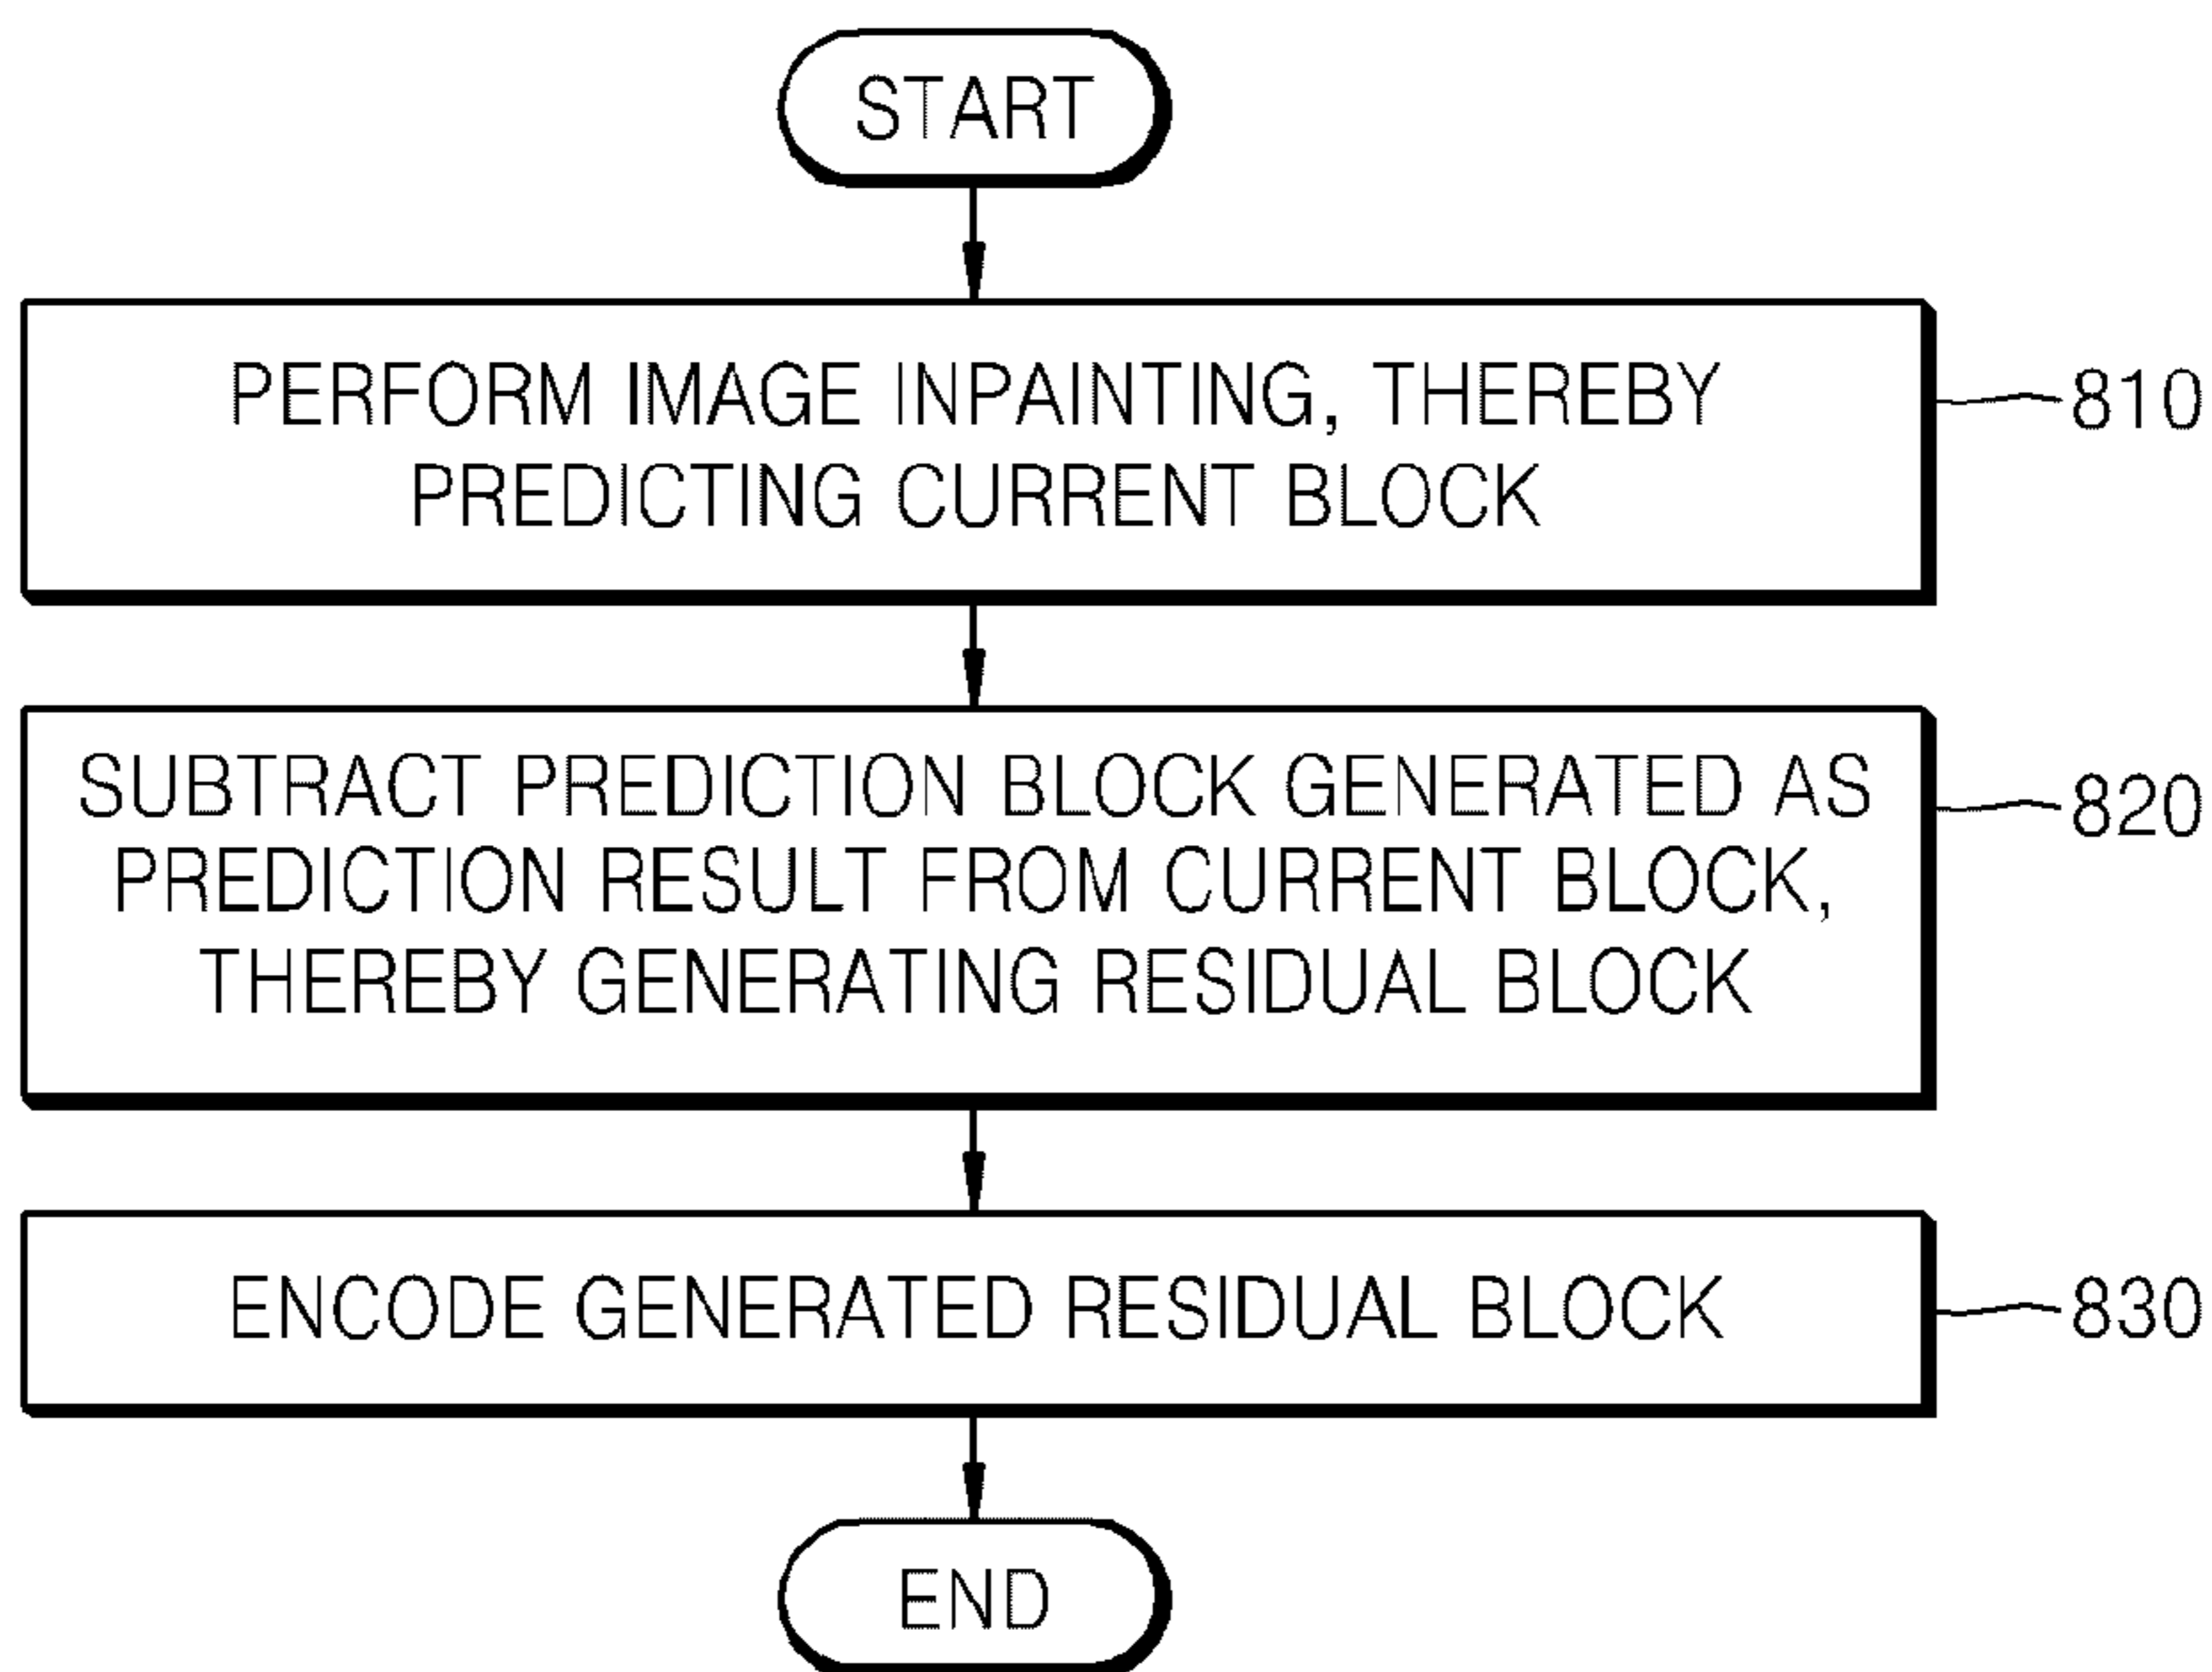 START
PERFORM IMAGE INPAINTING, THEREBY
PREDICTING CURRENT BLOCK
810
SUBTRACT PREDICTION BLOCK GENERATED AS
PREDICTION RESULT FROM CURRENT BLOCK,
THEREBY GENERATING RESIDUAL BLOCK
820
ENCODE GENERATED RESIDUAL BLOCK
830
END